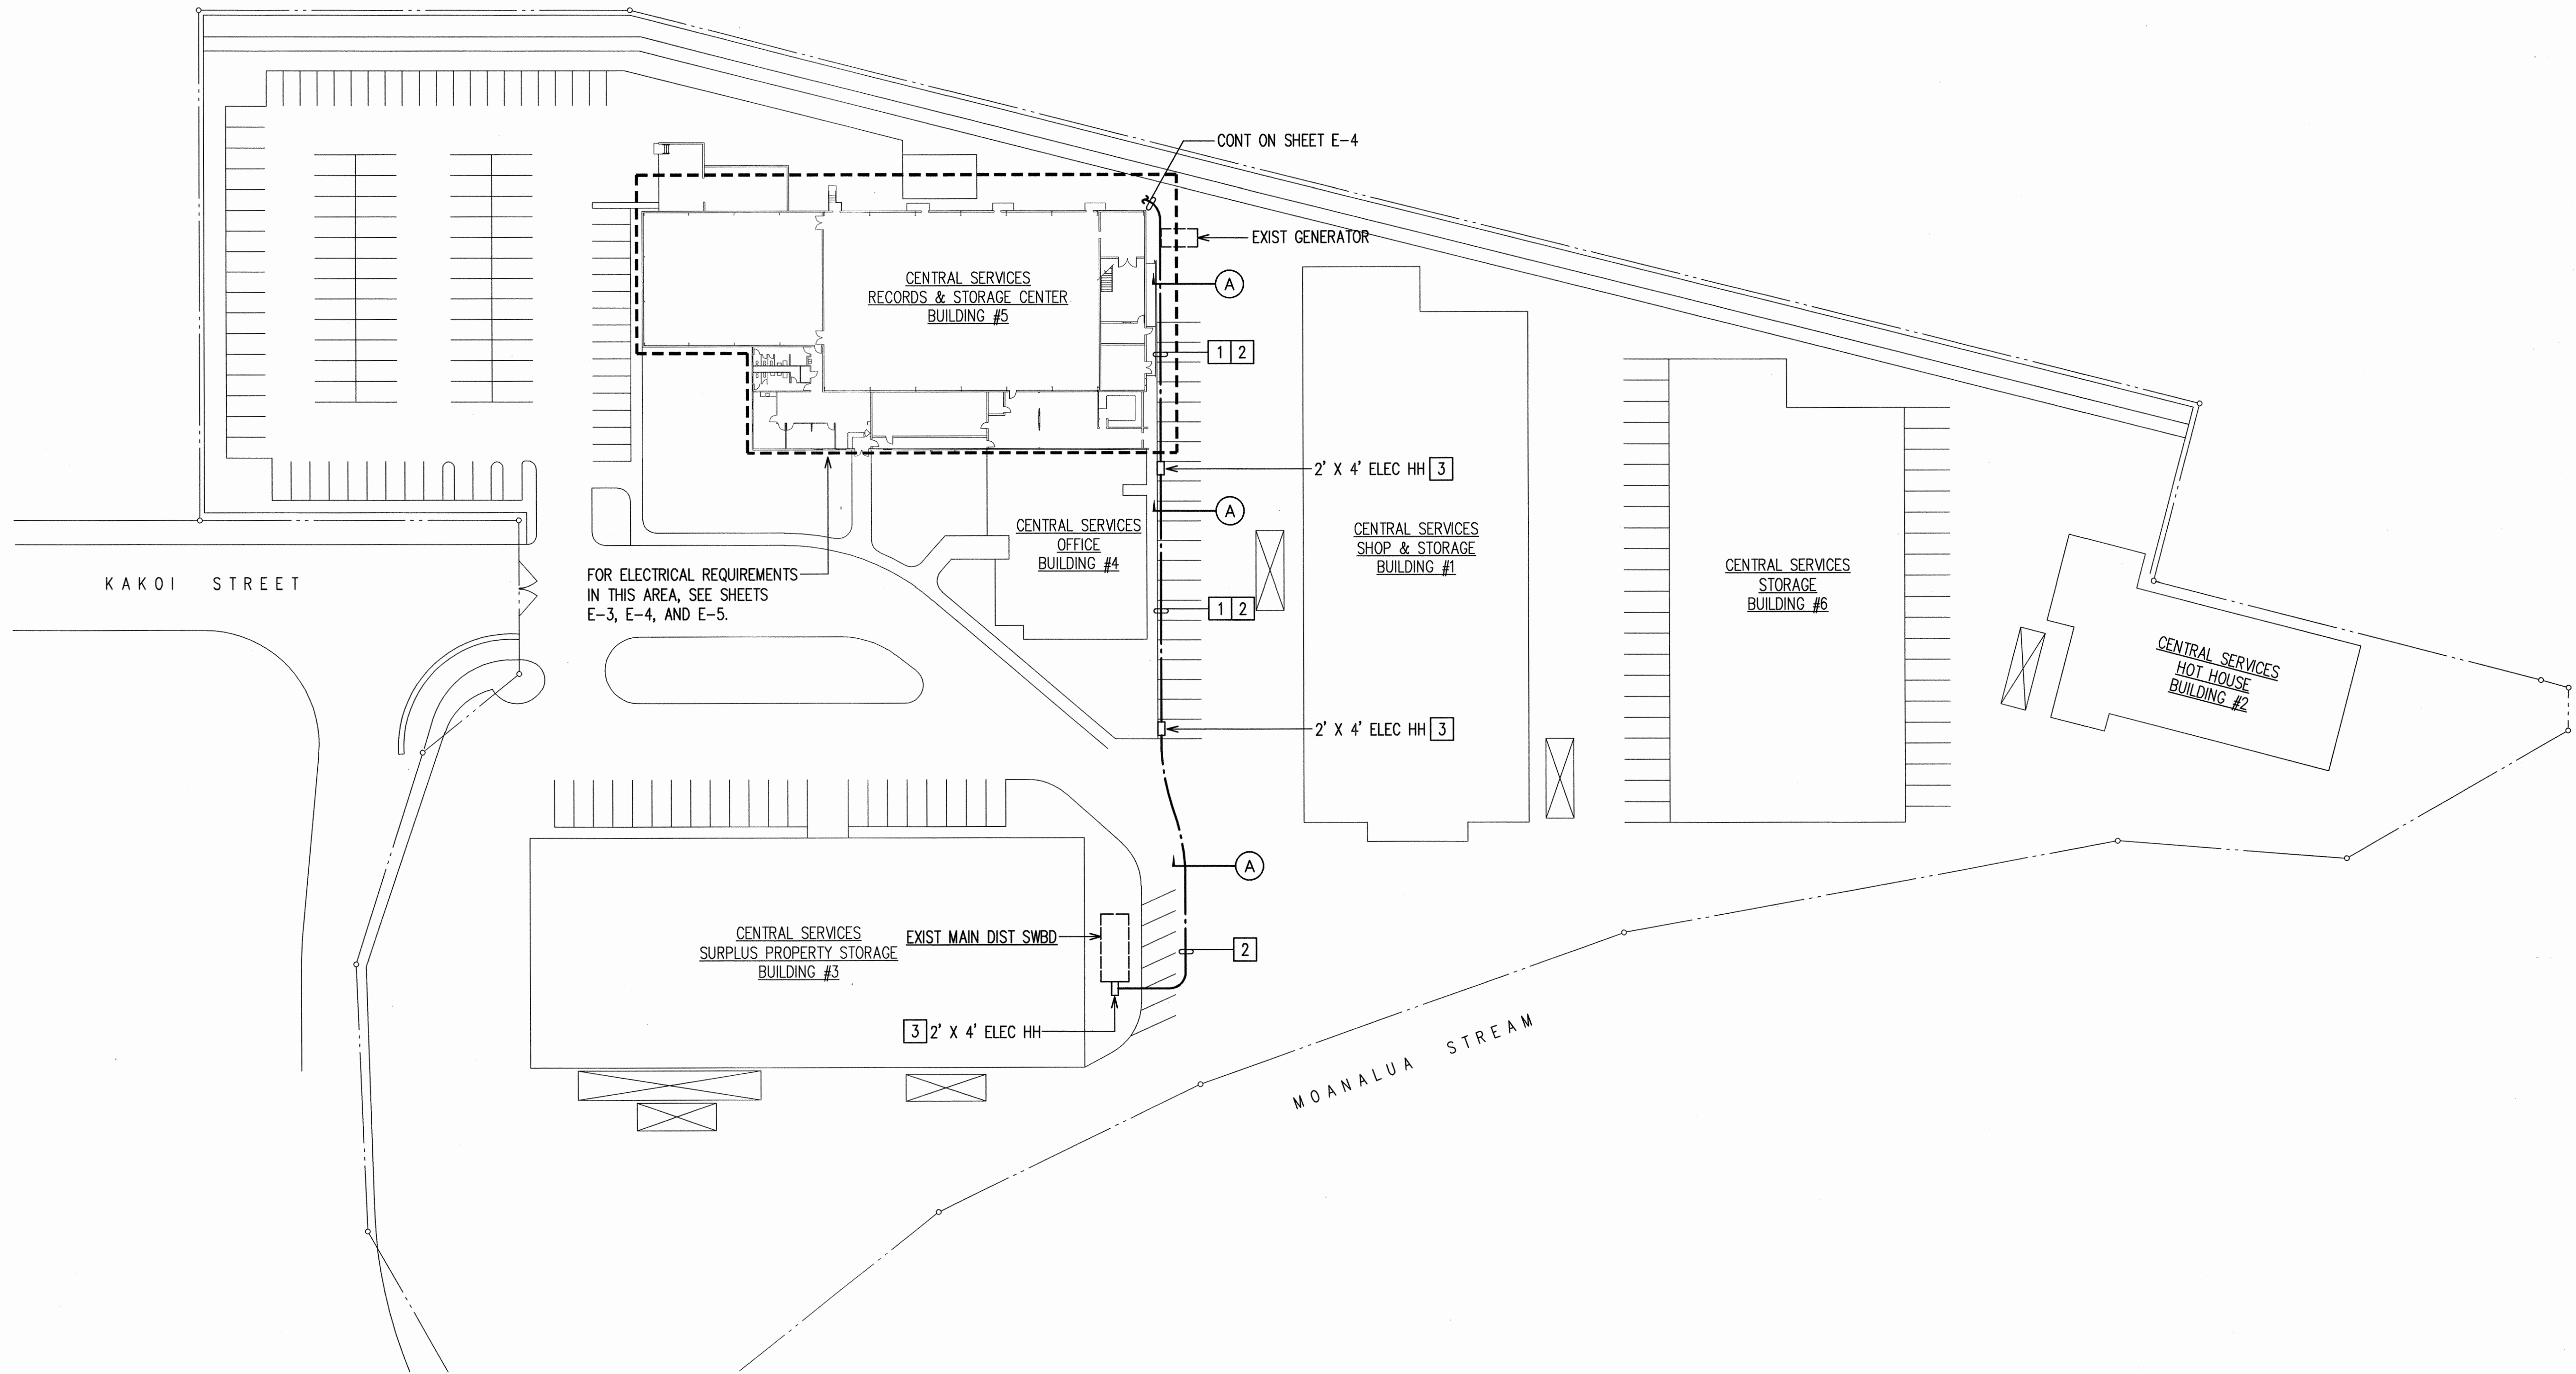 CONT ON SHEET E-4
EXIST GENERATOR
CENTRAL SERVICES
RECORDS & STORAGE CENTER
BUILDING #5
A
1 2
2' X 4' ELEC HH 3
A
CENTRAL SERVICES
OFFICE
BUILDING #4
CENTRAL SERVICES
SHOP & STORAGE
BUILDING #1
CENTRAL SERVICES
STORAGE
BUILDING #6
KAKOI STREET
FOR ELECTRICAL REQUIREMENTS
IN THIS AREA, SEE SHEETS
E-3, E-4, AND E-5.
1 2
CENTRAL SERVICES
HOT HOUSE
BUILDING #2
2' X 4' ELEC HH 3
A
CENTRAL SERVICES
SURPLUS PROPERTY STORAGE
BUILDING #3
EXIST MAIN DIST SWBD
2
3 2' X 4' ELEC HH
MOANALUA STREAM